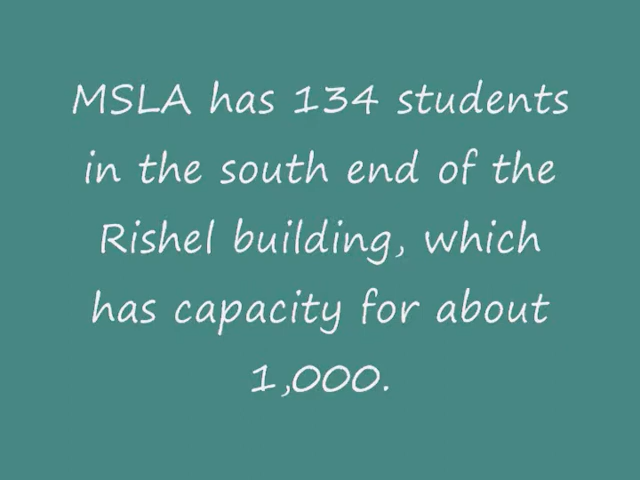 MSLA has 134 students
in the south end of the
Rishel building, which
has capacity for about
1,000.